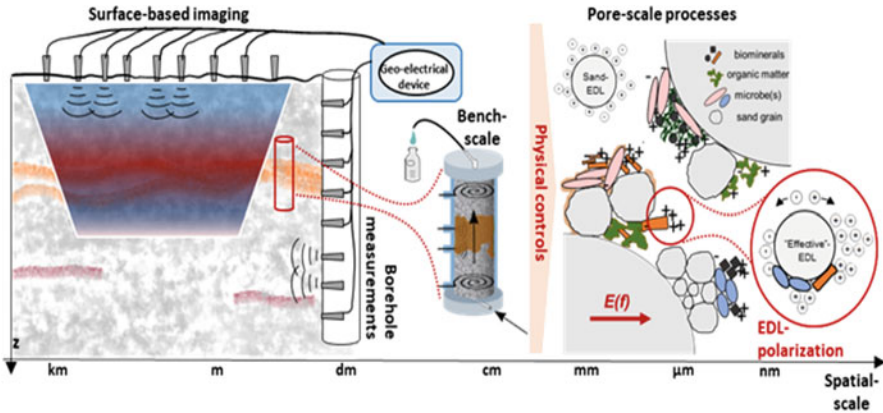 Surface-based imaging
Pore-scale processes
Geo-electrical
device
Bench-
scale
Physical controls
Sand-
EDL
biominerals
organic matter
microbe(s)
sand grain
Borehole
measurements
"Effective"-
EDL
E(f)
EDL-
polarization
z
km
m
dm
cm
mm
µm
nm
Spatial-
scale